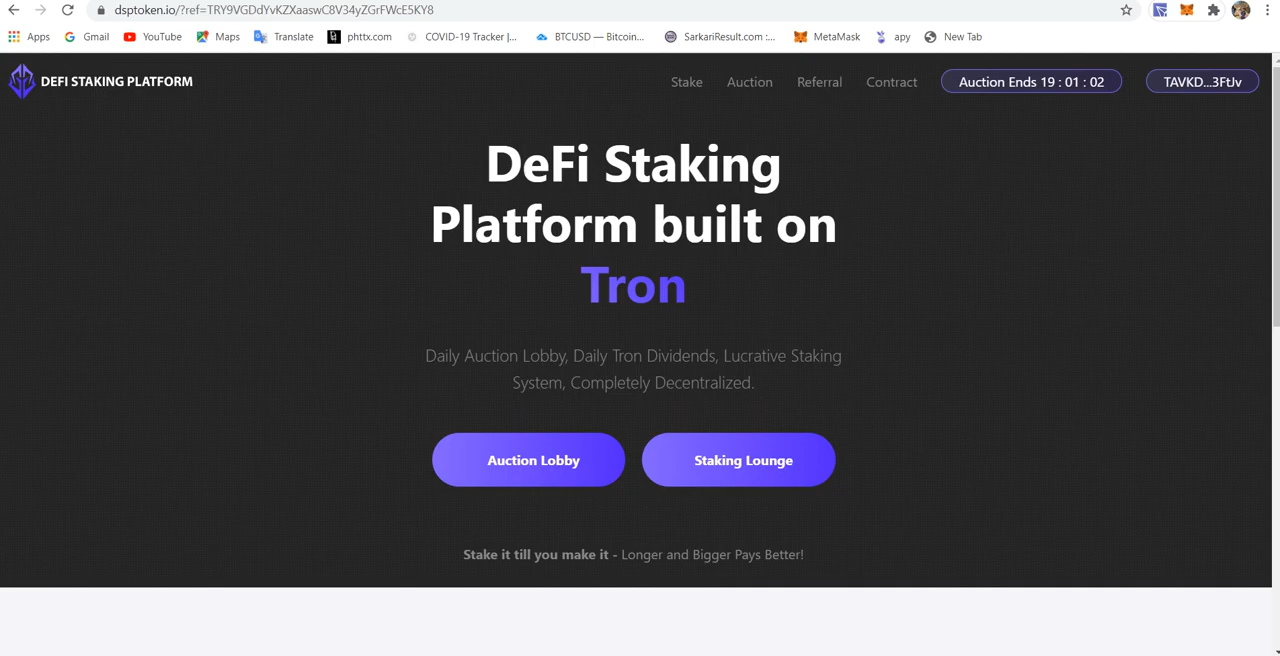 dsptoken.io/?ref=TRY9VGDdYvKZXaaswC8V34yZGrFWcE5KY8
Apps Gmail YouTube Maps Translate phttx.com COVID-19 Tracker |... BTCUSD — Bitcoin... SarkariResult.com :... MetaMask apy New Tab
DEFI STAKING PLATFORM Stake Auction Referral Contract Auction Ends 19 : 01 : 02 TAVKD...3FtJv
DeFi Staking
Platform built on
Tron
Daily Auction Lobby, Daily Tron Dividends, Lucrative Staking
System, Completely Decentralized.
Auction Lobby Staking Lounge
Stake it till you make it - Longer and Bigger Pays Better!